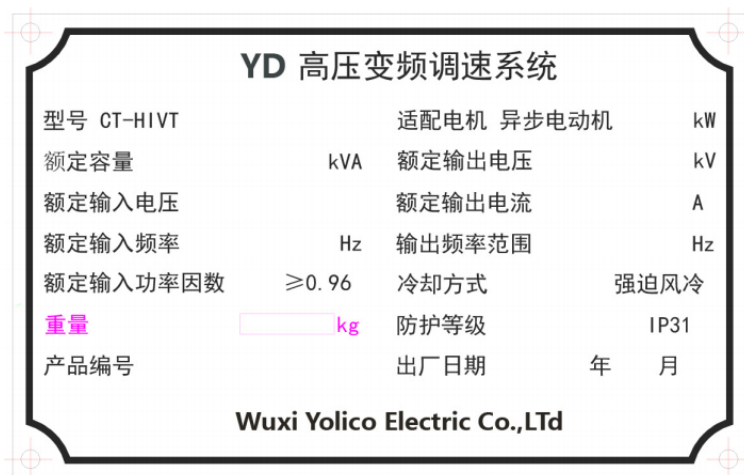 YD 高压变频调速系统
型号 CT-HIVT 适配电机 异步电动机 kW
额定容量 kVA 额定输出电压 kV
额定输入电压 额定输出电流 A
额定输入频率 Hz 输出频率范围 Hz
额定输入功率因数 ≥0.96 冷却方式 强迫风冷
重量 kg 防护等级 IP31
产品编号 出厂日期 年 月
Wuxi Yolico Electric Co.,LTd